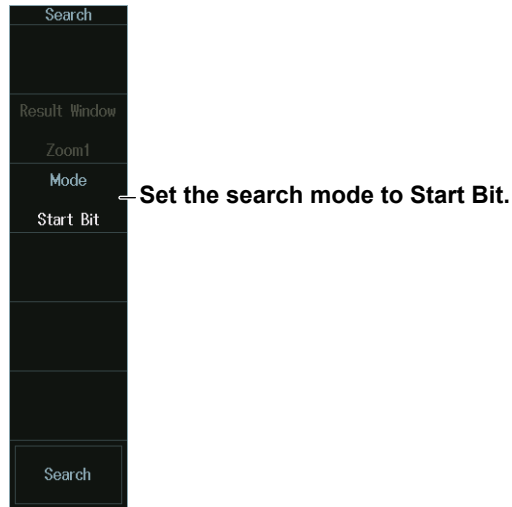 Search
Result Window
Zoom1
Mode
Start Bit
Set the search mode to Start Bit.
Search